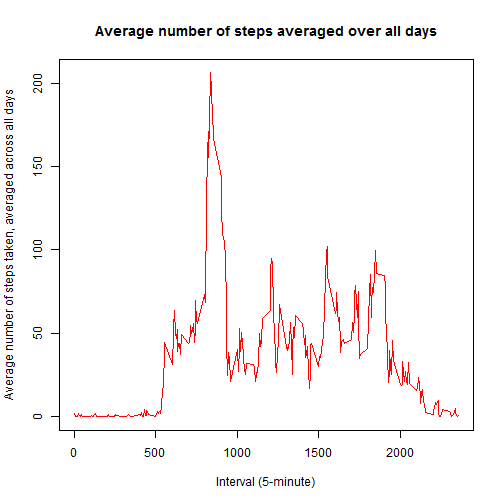 Average number of steps averaged over all days
Average number of steps taken, averaged across all days
200
150
100
50
0
0 500 1000 1500 2000
Interval (5-minute)